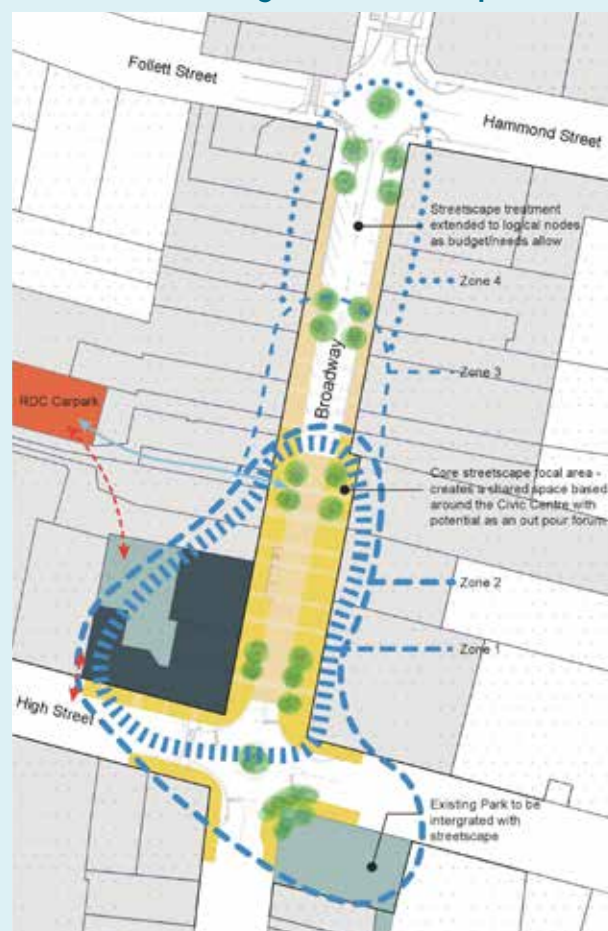 Follett Street
Hammond Street
Streetscape treatment
extended to logical nodes
as budget/needs allow
Zone 4
Zone 3
Broadway
RDC Carpark
Core streetscape focal area -
creates a shared space based
around the Civic Centre with
potential as an out pour forum
Zone 2
Zone 1
High Street
Existing Park to be
intergrated with
streetscape